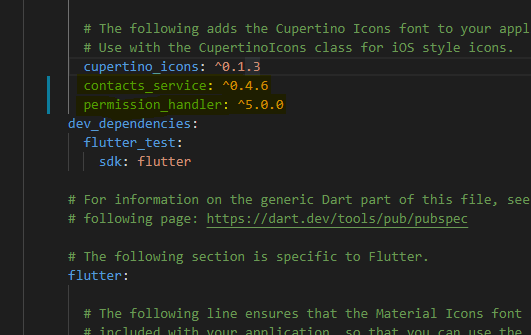 # The following adds the Cupertino Icons font to your appl
# Use with the CupertinoIcons class for iOS style icons.
cupertino_icons: ^0.1.3
contacts_service: ^0.4.6
permission_handler: ^5.0.0
dev_dependencies:
flutter_test:
sdk: flutter
# For information on the generic Dart part of this file, see
# following page: https://dart.dev/tools/pub/pubspec
# The following section is specific to Flutter.
flutter:
# The following line ensures that the Material Icons font
# included with your application, so that you can use the